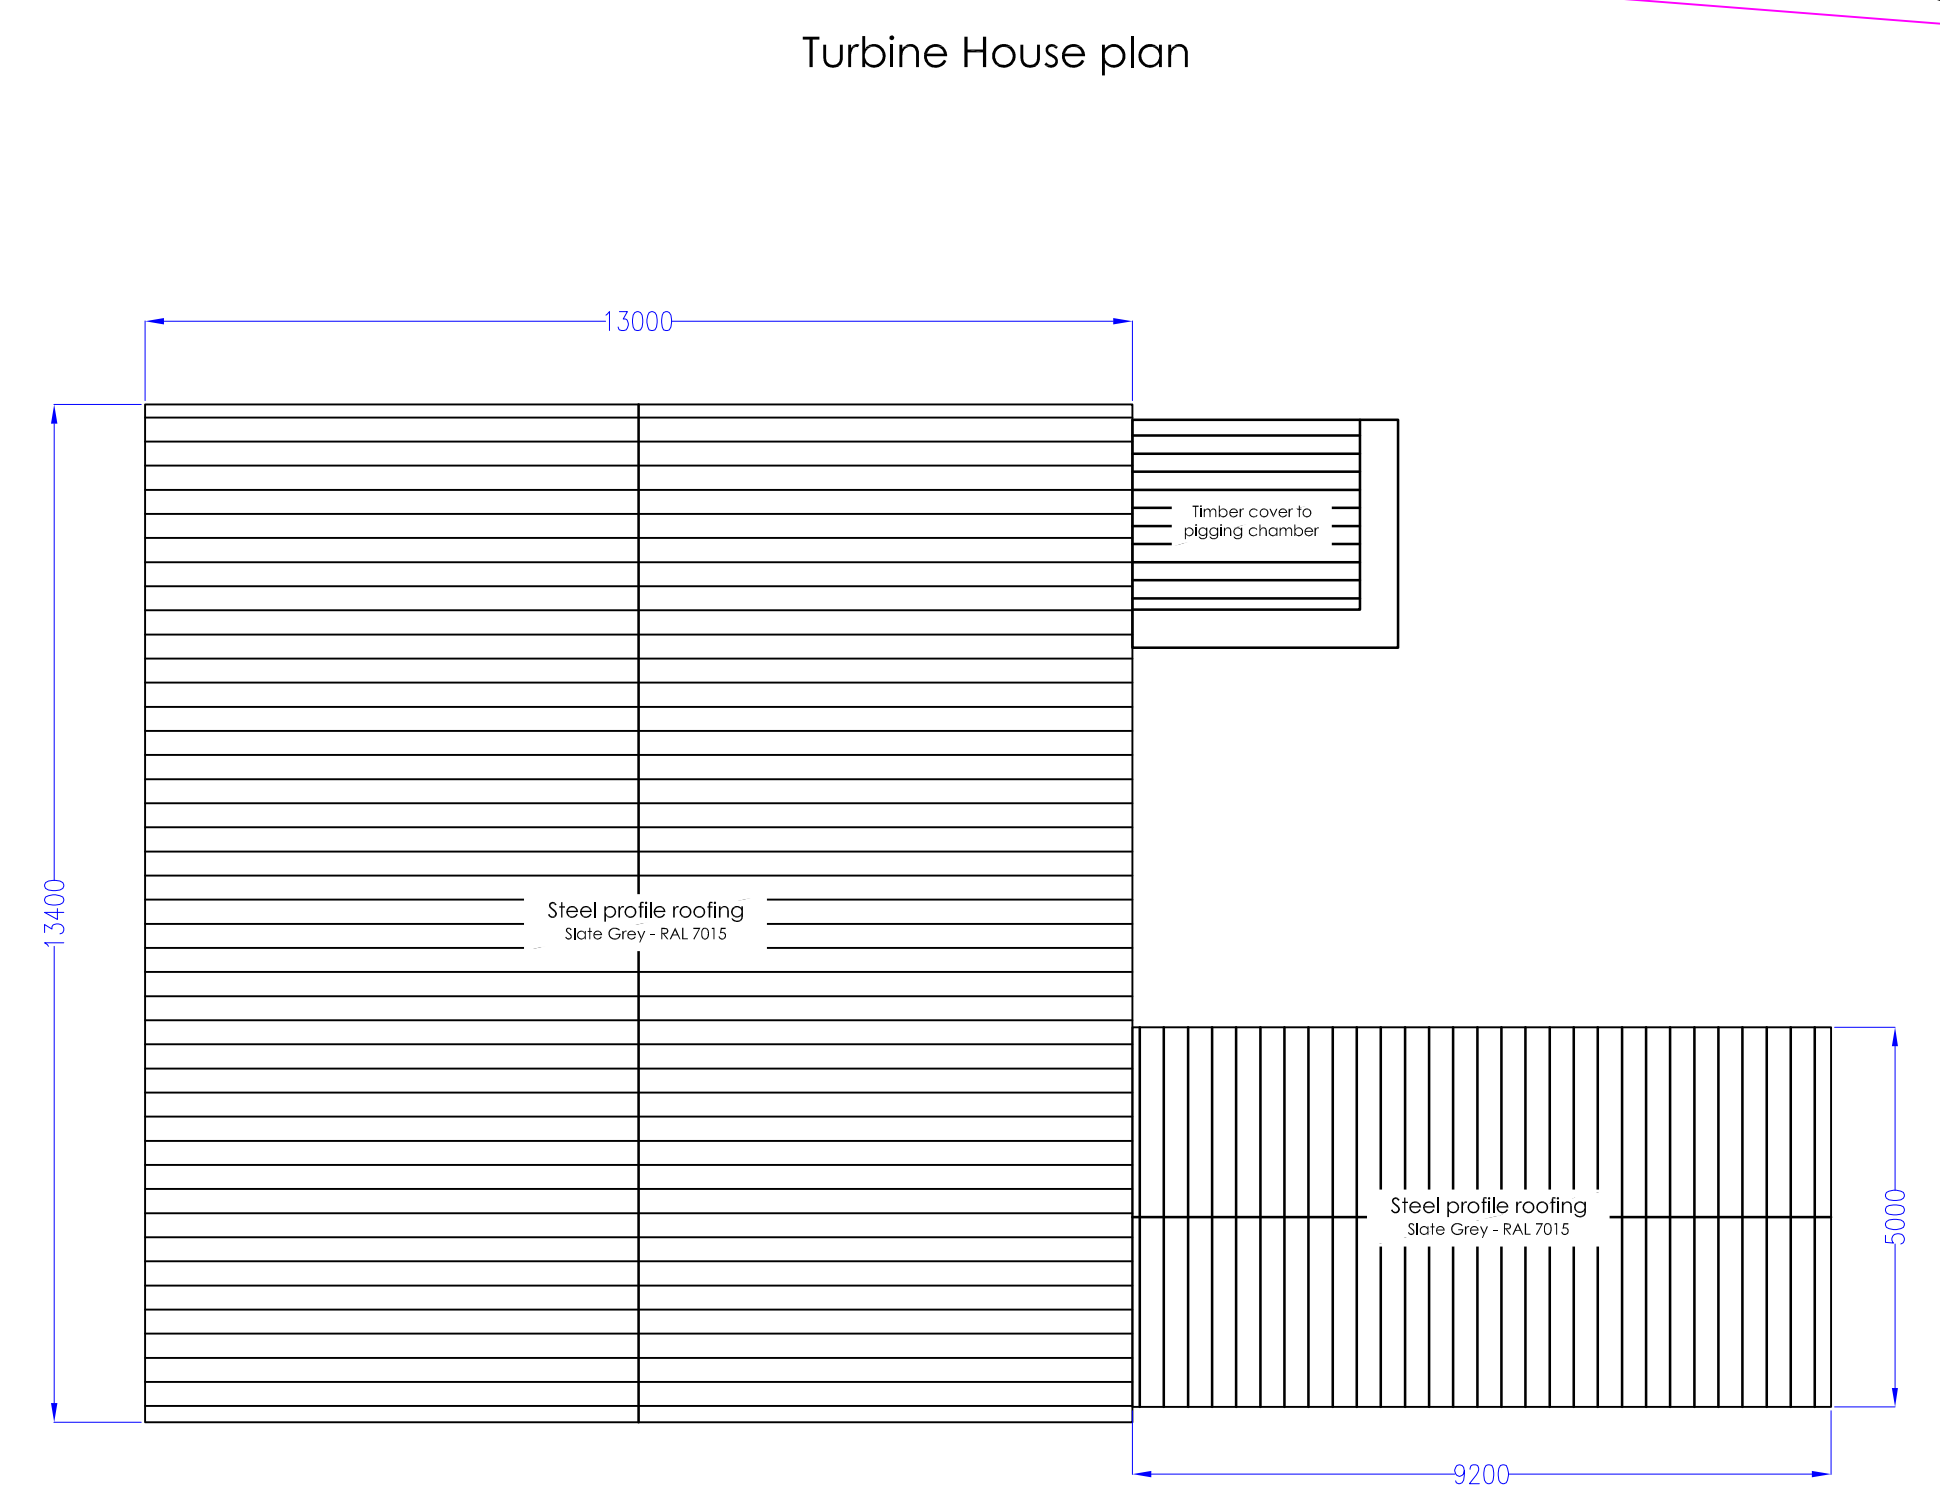 Turbine House plan
13000
Timber cover to
pigging chamber
13400
Steel profile roofing
Slate Grey - RAL 7015
Steel profile roofing
Slate Grey - RAL 7015
5000
9200